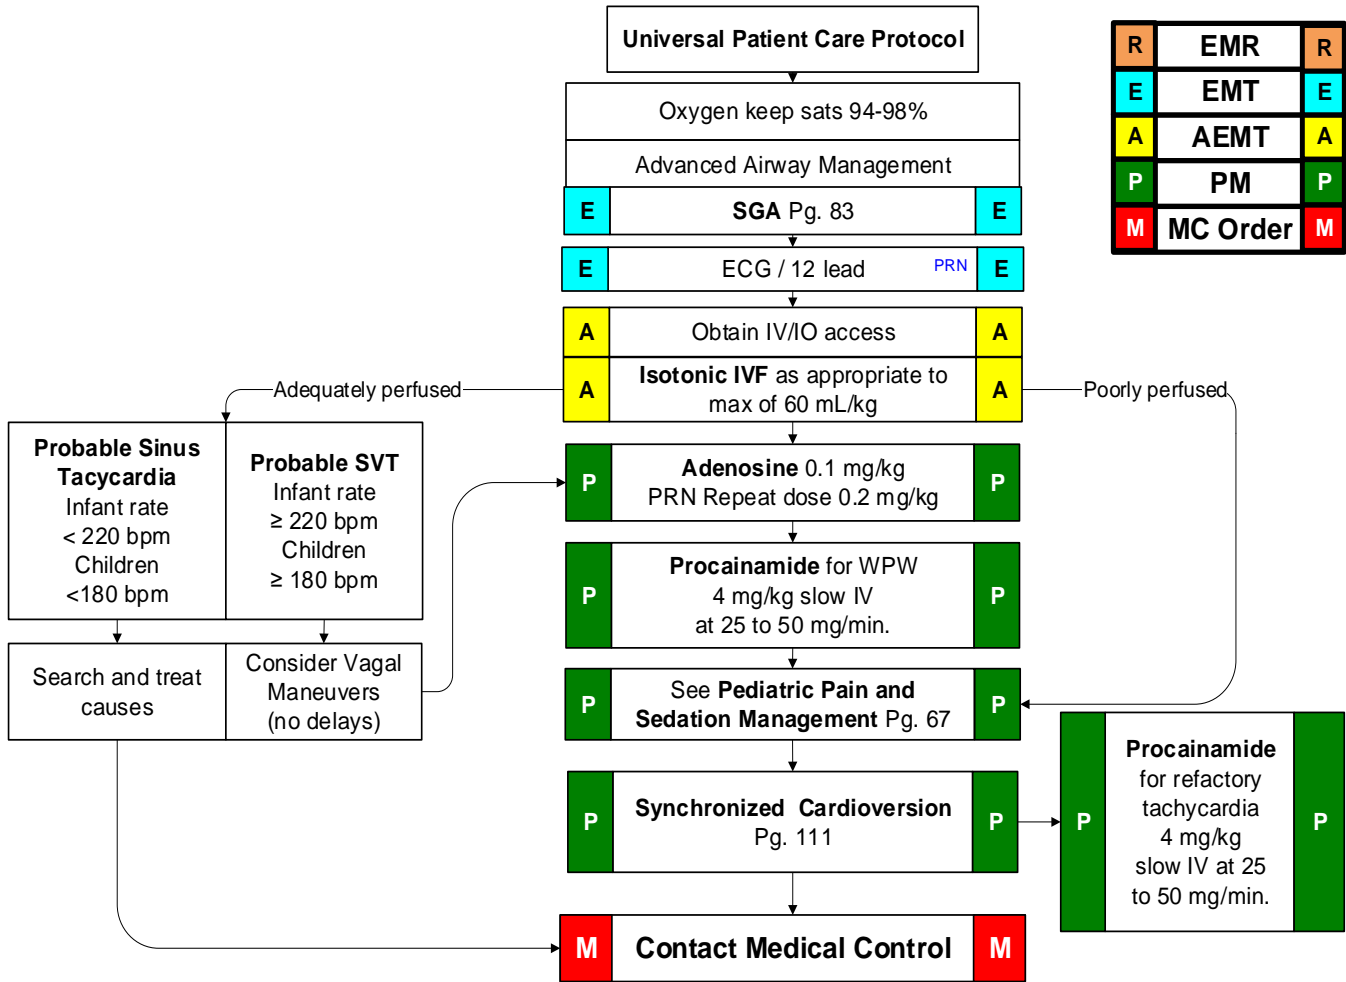 Universal Patient Care Protocol
R EMR R
E EMT E
A AEMT A
P PM P
M MC Order M
Oxygen keep sats 94-98%
Advanced Airway Management
E SGA Pg. 83 E
E ECG / 12 lead PRN E
A Obtain IV/IO access A
A Isotonic IVF as appropriate to A
max of 60 mL/kg
Adequately perfused
Poorly perfused
Probable Sinus
Tacycardia
Infant rate
< 220 bpm
Children
<180 bpm
Probable SVT
Infant rate
≥ 220 bpm
Children
≥ 180 bpm
Search and treat
causes
Consider Vagal
Maneuvers
(no delays)
P Adenosine 0.1 mg/kg P
PRN Repeat dose 0.2 mg/kg
P Procainamide for WPW P
4 mg/kg slow IV
at 25 to 50 mg/min.
P See Pediatric Pain and P
Sedation Management Pg. 67
P Synchronized Cardioversion P
Pg. 111
P Procainamide P
for refactory
tachycardia
4 mg/kg
slow IV at 25
to 50 mg/min.
M Contact Medical Control M